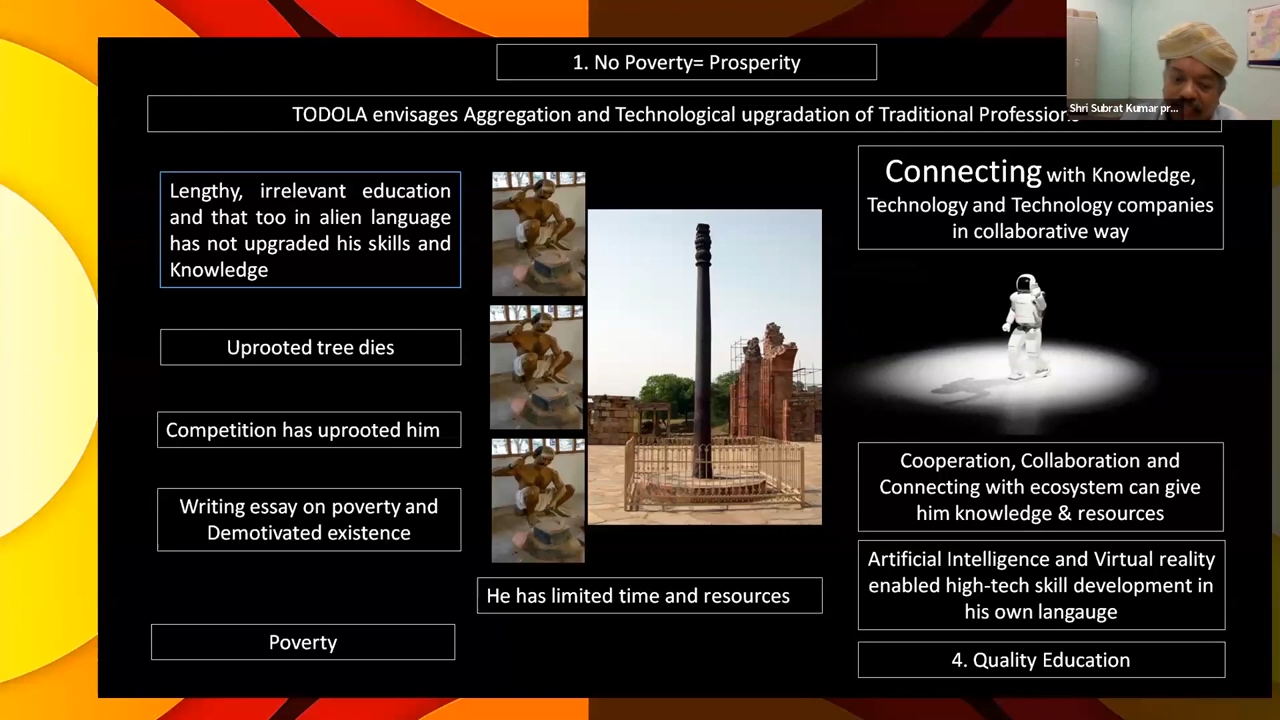 1. No Poverty= Prosperity
TODOLA envisages Aggregation and Technological upgradation of Traditional Professions
Shri Subrat Kumar pr...
Lengthy, irrelevant education
and that too in alien language
has not upgraded his skills and
Knowledge
Uprooted tree dies
Competition has uprooted him
Writing essay on poverty and
Demotivated existence
Poverty
He has limited time and resources
Connecting with Knowledge,
Technology and Technology companies
in collaborative way
Cooperation, Collaboration and
Connecting with ecosystem can give
him knowledge & resources
Artificial Intelligence and Virtual reality
enabled high-tech skill development in
his own langauge
4. Quality Education